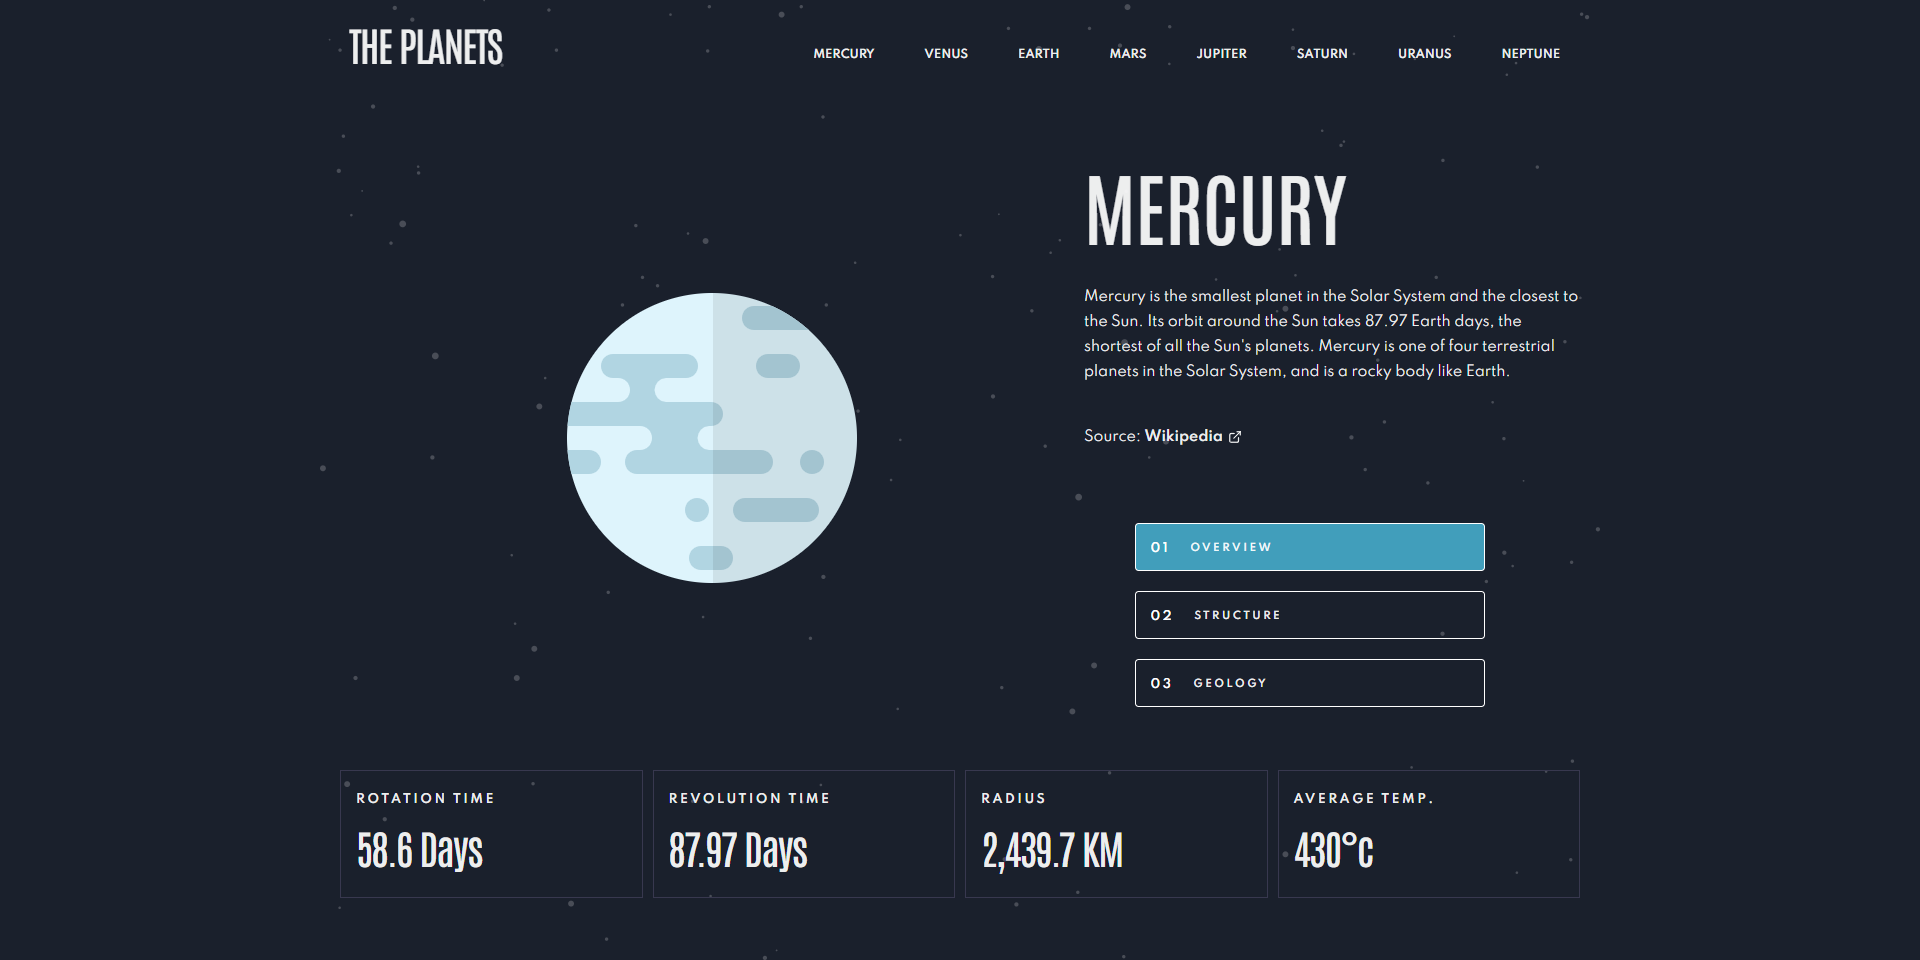 THE PLANETS
MERCURY VENUS EARTH MARS JUPITER SATURN URANUS NEPTUNE
MERCURY
Mercury is the smallest planet in the Solar System and the closest to
the Sun. Its orbit around the Sun takes 87.97 Earth days, the
shortest of all the Sun's planets. Mercury is one of four terrestrial
planets in the Solar System, and is a rocky body like Earth.
Source: Wikipedia
01 OVERVIEW
02 STRUCTURE
03 GEOLOGY
ROTATION TIME
58.6 Days
REVOLUTION TIME
87.97 Days
RADIUS
2,439.7 KM
AVERAGE TEMP.
430°c